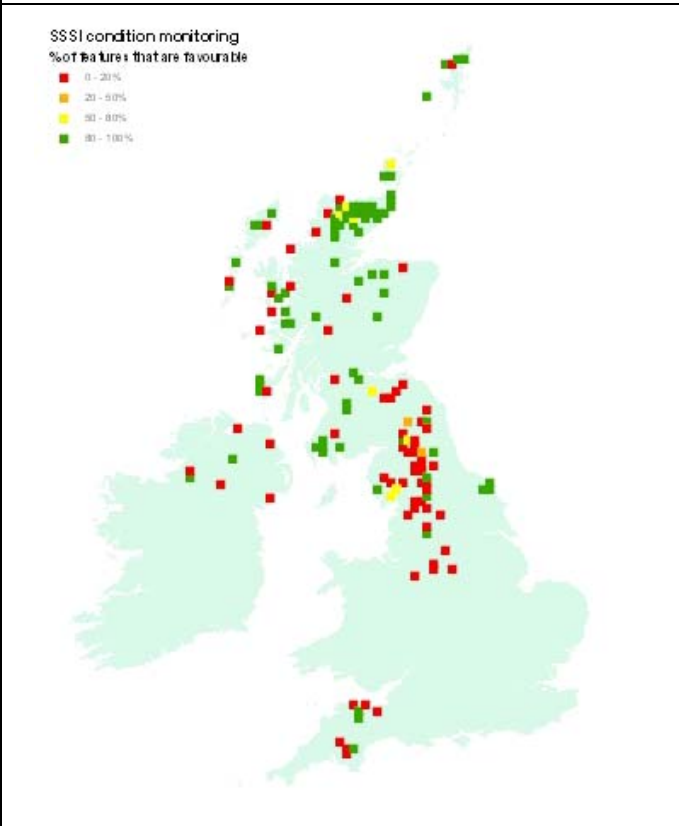 SSSI condition monitoring
% of features that are favourable
0 - 20%
20 - 50%
50 - 80%
80 - 100%